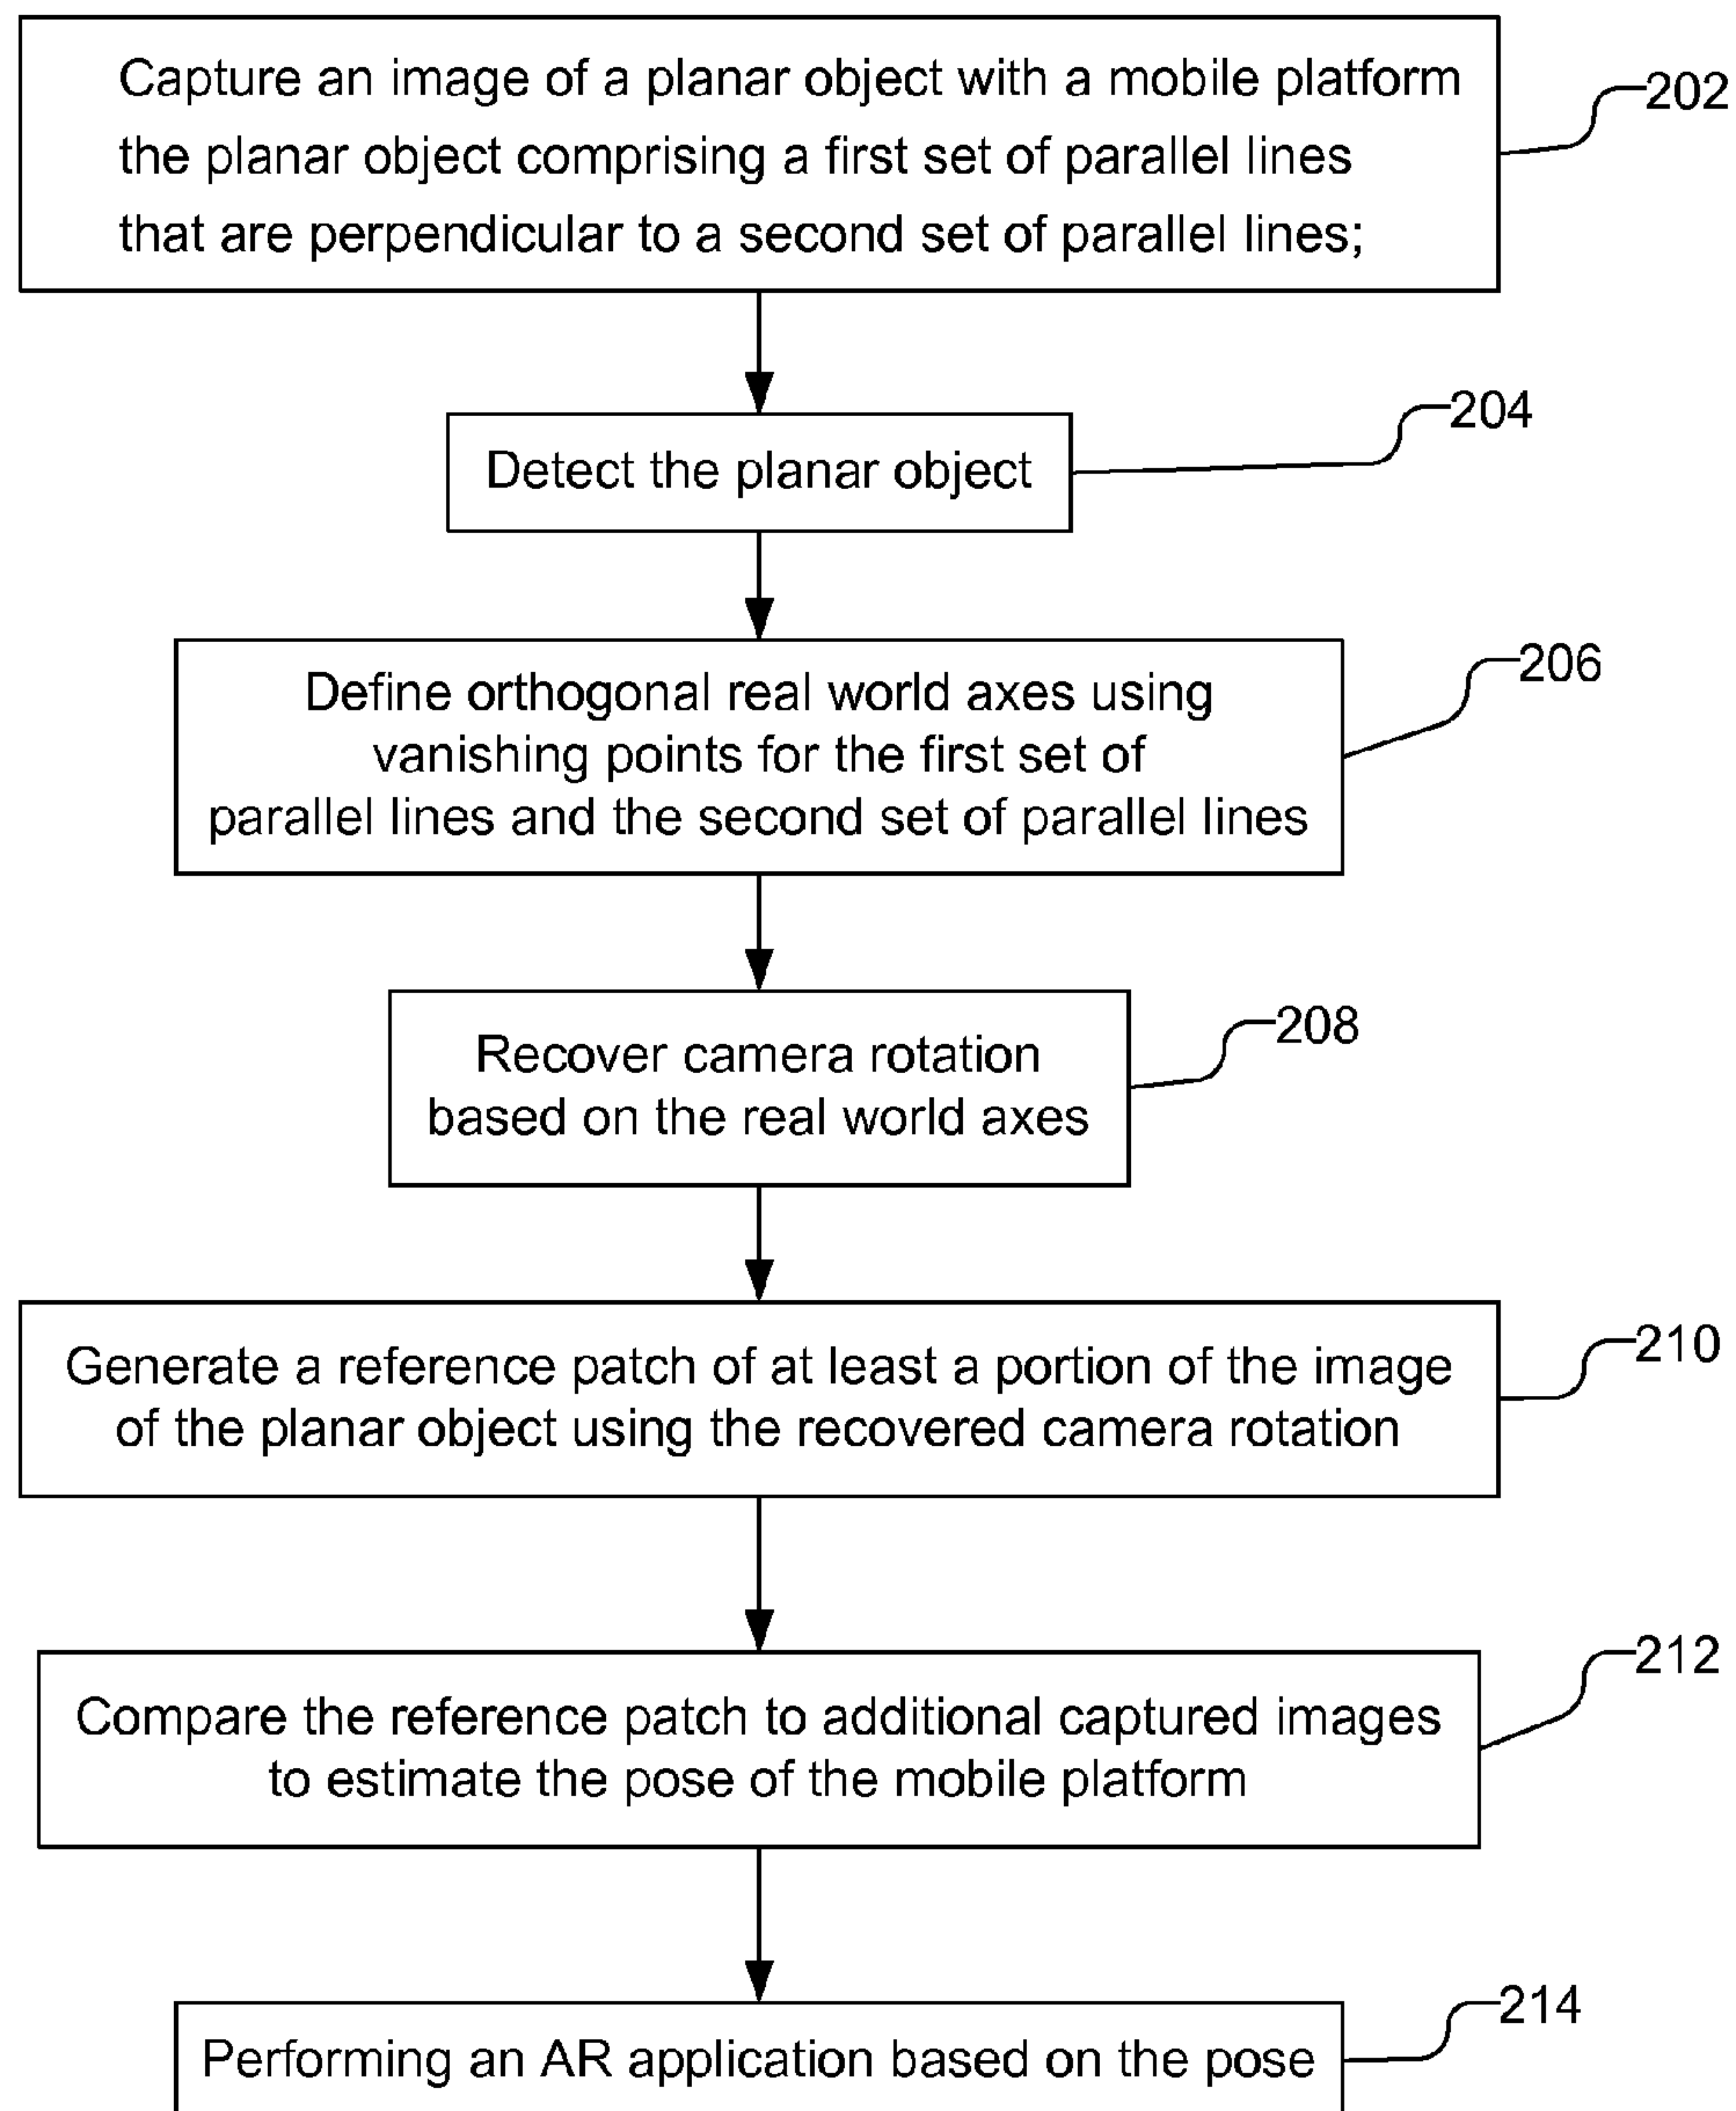 Capture an image of a planar object with a mobile platform
the planar object comprising a first set of parallel lines
that are perpendicular to a second set of parallel lines;
202
Detect the planar object
204
Define orthogonal real world axes using
vanishing points for the first set of
parallel lines and the second set of parallel lines
206
Recover camera rotation
based on the real world axes
208
Generate a reference patch of at least a portion of the image
of the planar object using the recovered camera rotation
210
Compare the reference patch to additional captured images
to estimate the pose of the mobile platform
212
Performing an AR application based on the pose
214